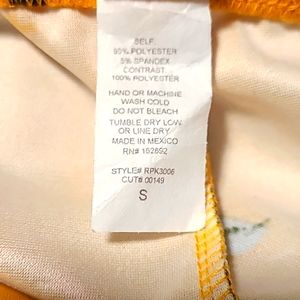 SELF
95% POLYESTER
5% SPANDEX
CONTRAST
100% POLYESTER
HAND OR MACHINE
WASH COLD
DO NOT BLEACH
TUMBLE DRY LOW
OR LINE DRY
MADE IN MEXICO
RN# 162692
STYLE# RPK3006
CUT# 00149
S